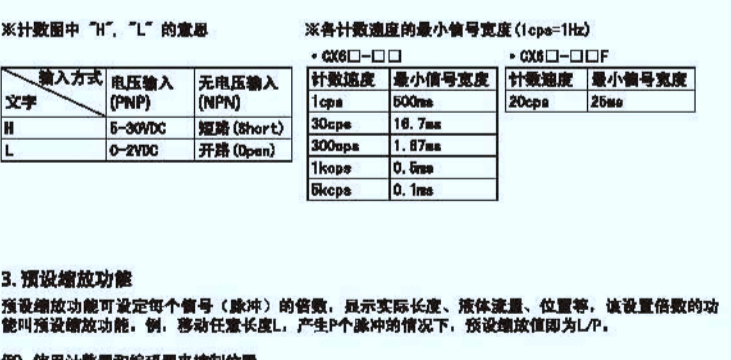 ※计数图中 "H", "L" 的意思
输入方式 电压输入 (PNP) 无电压输入 (NPN)
文字
H 5-30VDC 短路(Short)
L 0-2VDC 开路(Open)
※各计数速度的最小信号宽度(1cps=1Hz)
• CX6□-□□
计数速度 最小信号宽度
1cps 500ms
30cps 16.7ms
300cps 1.67ms
1kcps 0.5ms
5kcps 0.1ms
• CX6□-□□F
计数速度 最小信号宽度
20cps 25ms
3. 预设缩放功能
预设缩放功能可设定每个信号(脉冲)的倍数, 显示实际长度、液体流量、位置等, 该设置倍数的功
能叫预设缩放功能. 例, 移动任意长度L, 产生P个脉冲的情况下, 预设缩放值即为L/P.